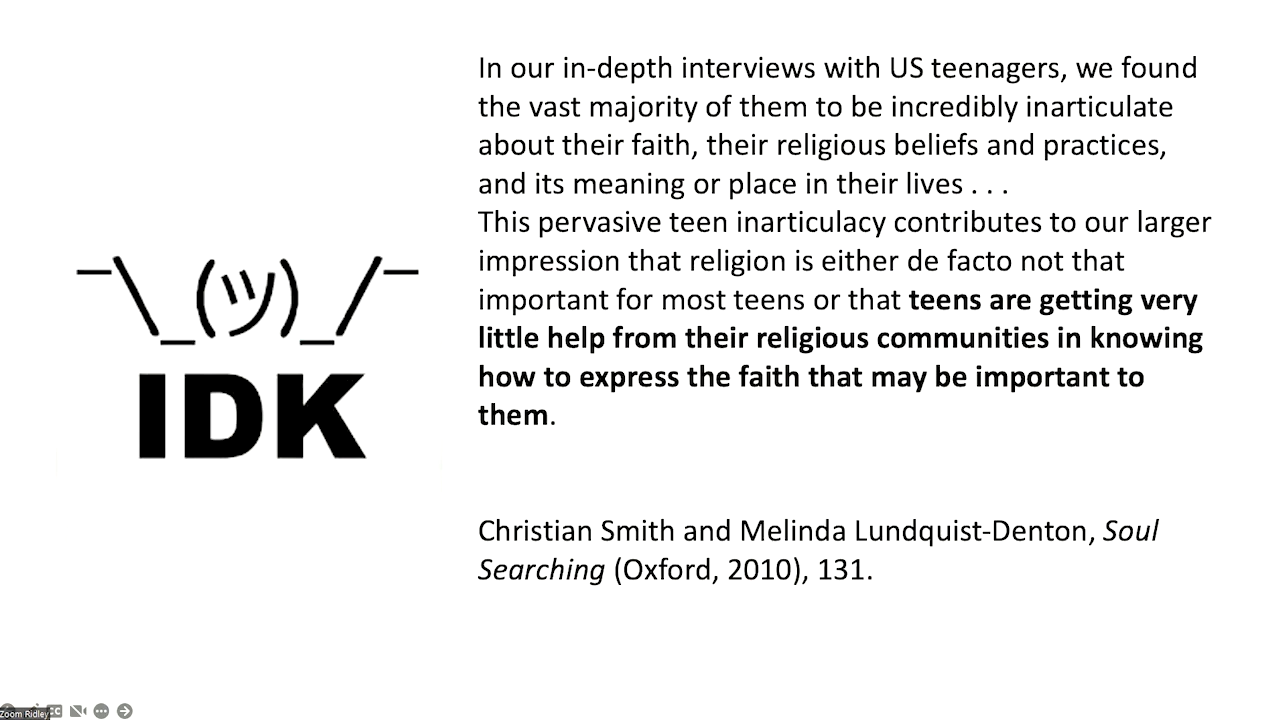 In our in-depth interviews with US teenagers, we found
the vast majority of them to be incredibly inarticulate
about their faith, their religious beliefs and practices,
and its meaning or place in their lives . . .
This pervasive teen inarticulacy contributes to our larger
impression that religion is either de facto not that
important for most teens or that teens are getting very
little help from their religious communities in knowing
how to express the faith that may be important to
them.
¯\_(ツ)_/¯
IDK
Christian Smith and Melinda Lundquist-Denton, Soul
Searching (Oxford, 2010), 131.
Zoom Ridley